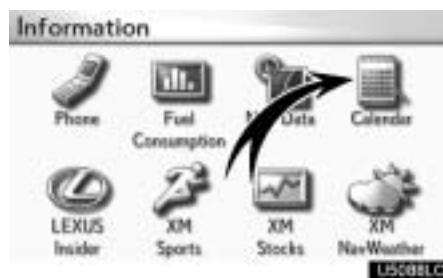 Information
Phone
Fuel
Consumption
Data
Calendar
LEXUS
Insider
XM
Sports
XM
Stocks
XM
NavWeather